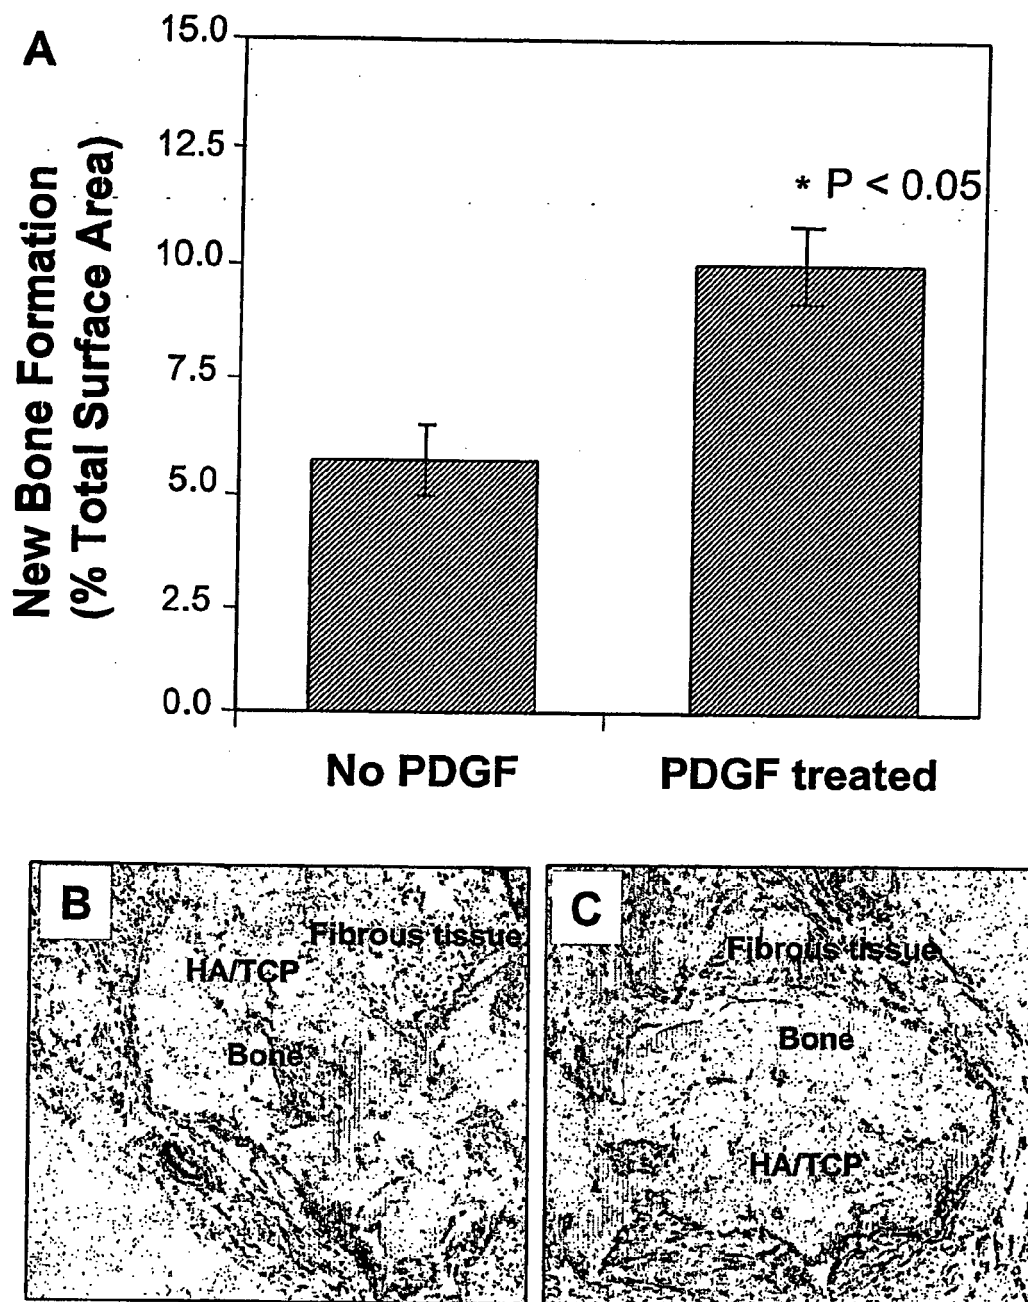 A
15.0
12.5
10.0
7.5
5.0
2.5
0.0
New Bone Formation
(% Total Surface Area)
* P < 0.05
No PDGF
PDGF treated
B
Fibrous tissue
HA/TCP
Bone
C
Fibrous tissue
Bone
HA/TCP